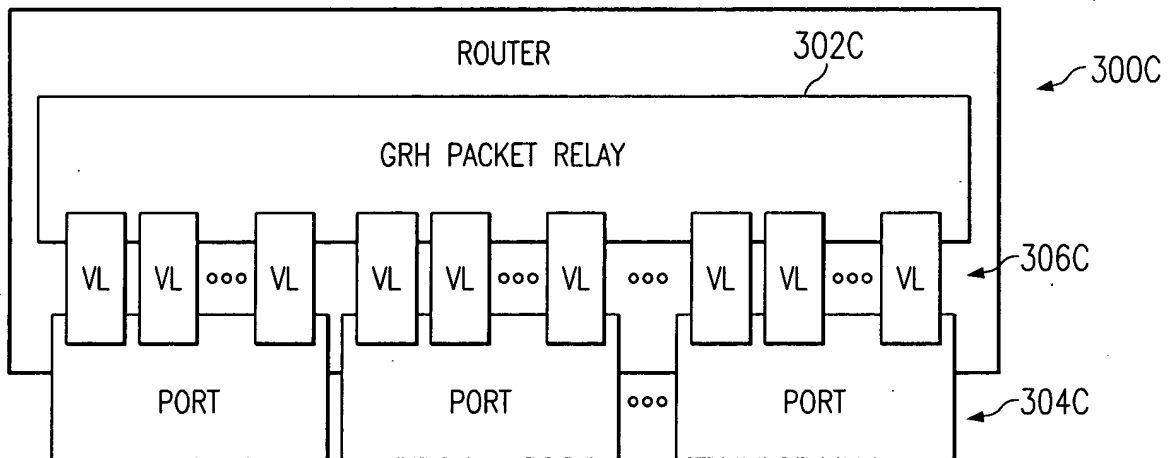 ROUTER
302C
300C
GRH PACKET RELAY
VL VL ooo VL VL VL ooo VL ooo VL VL ooo VL
306C
PORT PORT ooo PORT
304C